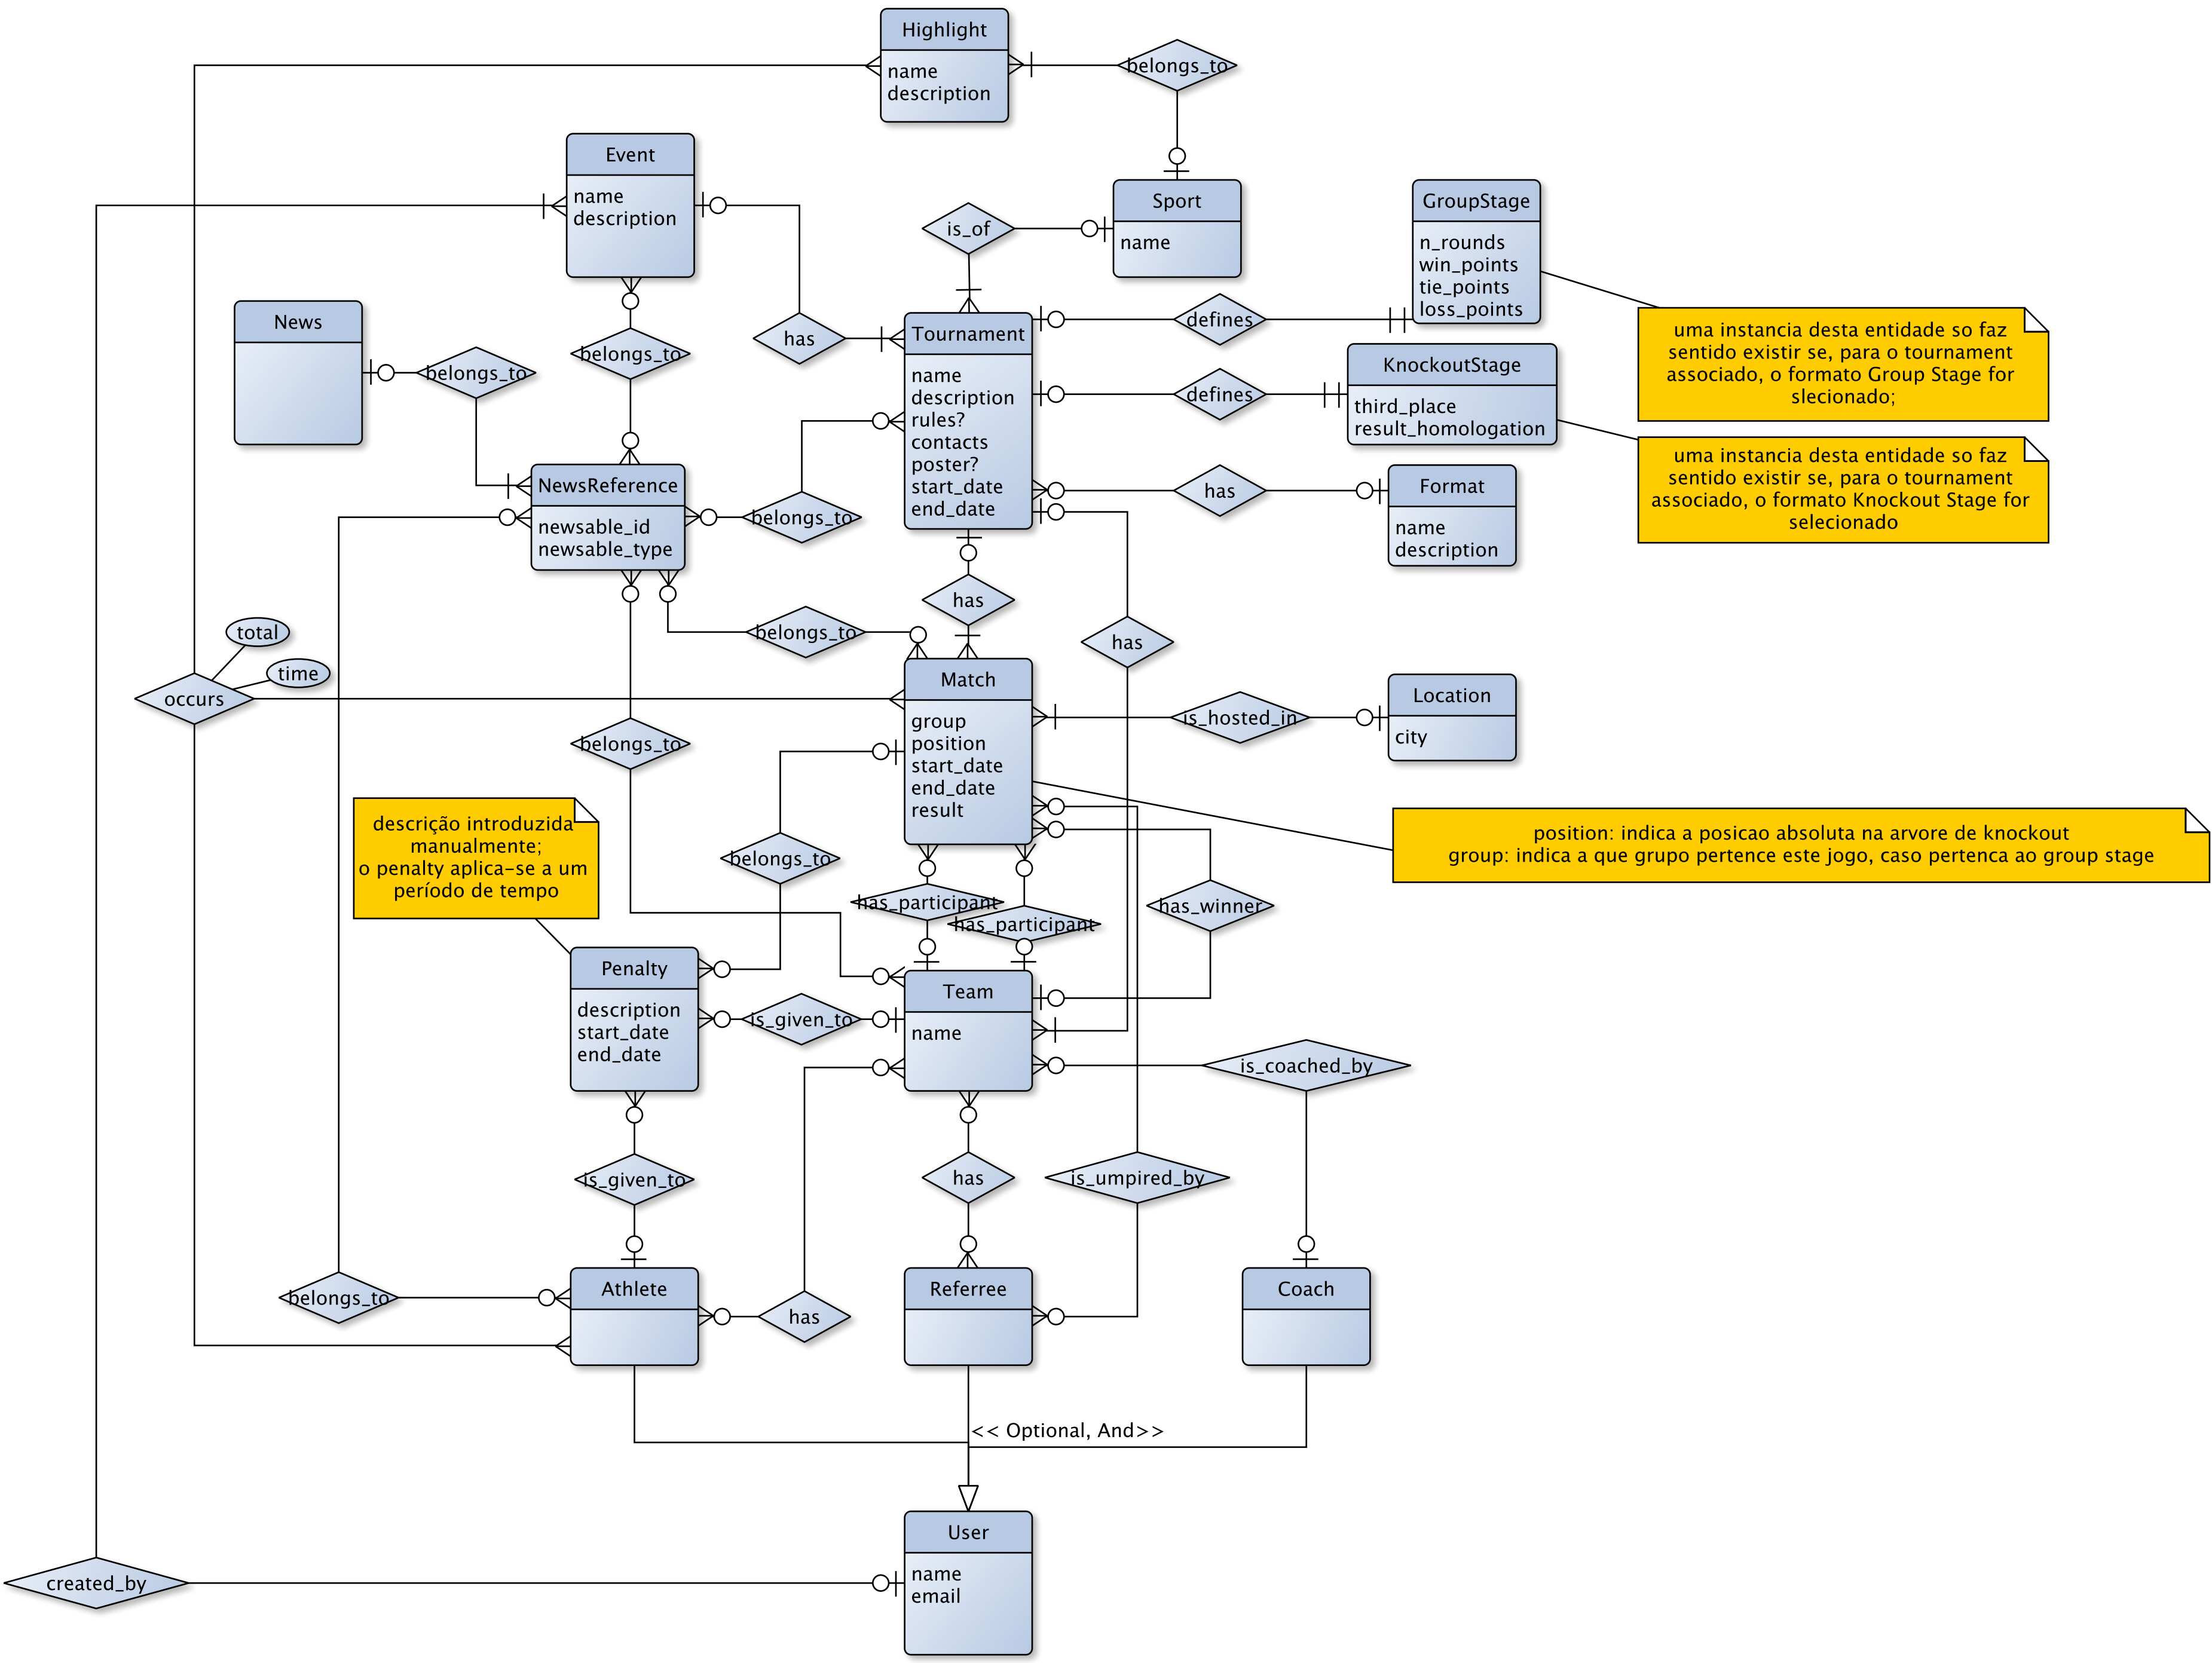 Highlight
name
description
belongs_to
Event
name
description
Sport
name
is_of
GroupStage
n_rounds
win_points
tie_points
loss_points
News
belongs_to
belongs_to
has
Tournament
name
description
rules?
contacts
poster?
start_date
end_date
defines
defines
KnockoutStage
third_place
result_homologation
uma instancia desta entidade so faz
sentido existir se, para o tournament
associado, o formato Group Stage for
slecionado;
uma instancia desta entidade so faz
sentido existir se, para o tournament
associado, o formato Knockout Stage for
selecionado
NewsReference
newsable_id
newsable_type
belongs_to
has
Format
name
description
has
belongs_to
has
total
time
occurs
belongs_to
Match
group
position
start_date
end_date
result
is_hosted_in
Location
city
descrição introduzida
manualmente;
o penalty aplica-se a um
período de tempo
belongs_to
has_participant
has_participant
has_winner
position: indica a posicao absoluta na arvore de knockout
group: indica a que grupo pertence este jogo, caso pertenca ao group stage
Penalty
description
start_date
end_date
is_given_to
Team
name
is_coached_by
is_given_to
has
is_umpired_by
belongs_to
Athlete
has
Referree
Coach
<< Optional, And>>
User
name
email
created_by